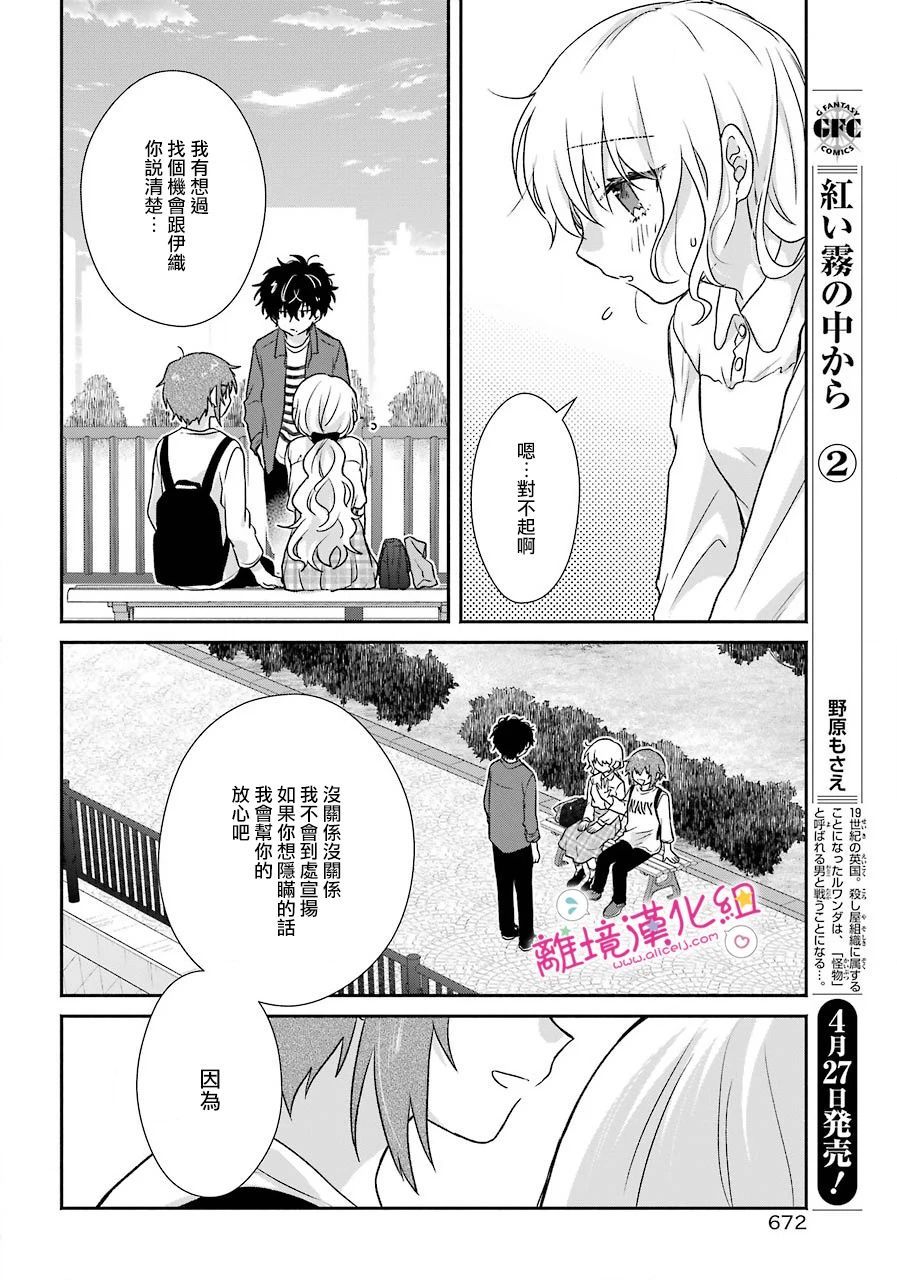 嗯…對不起啊
我有想過
找個機會跟伊織
你説清楚…
沒關係沒關係
我不會到處宣揚
如果你想隱瞞的話
我會幫你的
放心吧
因為
NAVY
離境漢化組
www.aliceif.com
G FANTASY
GFC
COMICS
紅い霧の中から ②
野原もさえ
19世紀の英国。殺し屋組織に属する
ことになったルワンダは、「怪物」
と呼ばれる男と戦うことになる…。
4月27日発売!
672